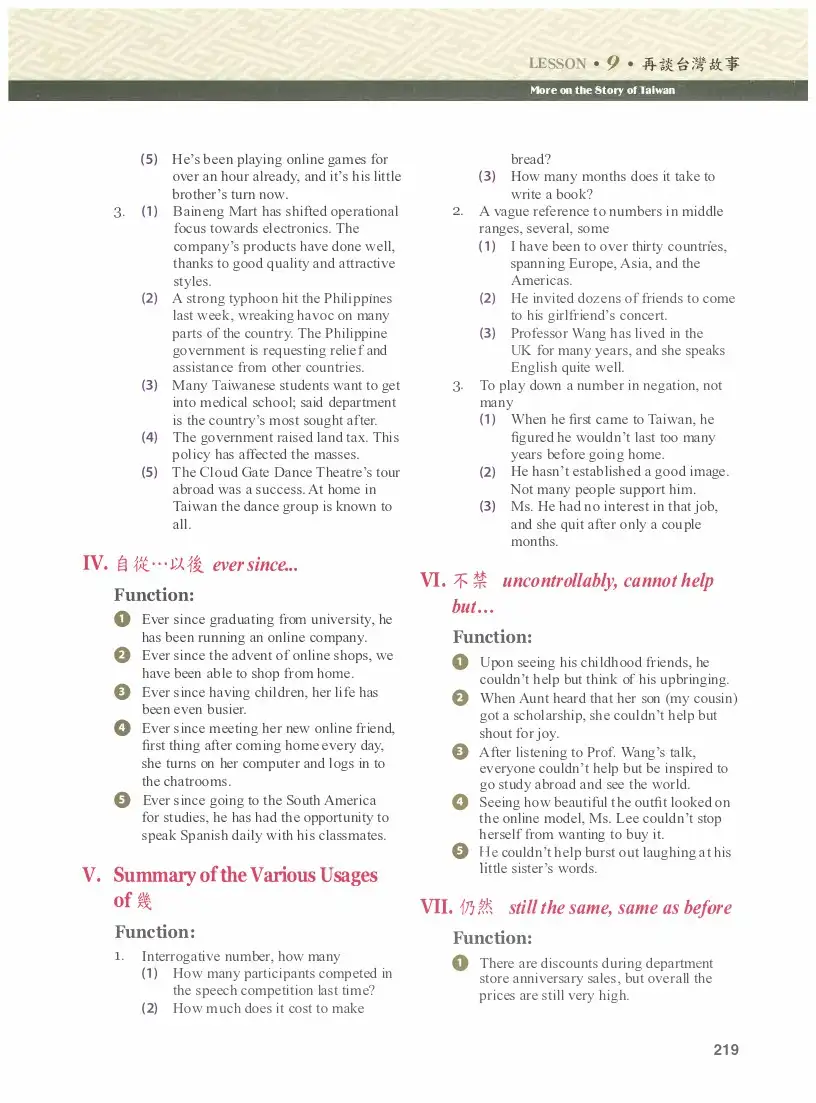 LESSON • 9 • 再談台灣故事
More on the Story of Taiwan
(5) He's been playing online games for
over an hour already, and it's his little
brother's turn now.
3. (1) Baineng Mart has shifted operational
focus towards electronics. The
company's products have done well,
thanks to good quality and attractive
styles.
(2) A strong typhoon hit the Philippines
last week, wreaking havoc on many
parts of the country. The Philippine
government is requesting relief and
assistance from other countries.
(3) Many Taiwanese students want to get
into medical school; said department
is the country's most sought after.
(4) The government raised land tax. This
policy has affected the masses.
(5) The Cloud Gate Dance Theatre's tour
abroad was a success. At home in
Taiwan the dance group is known to
all.
IV. 自從…以後 ever since...
Function:
1 Ever since graduating from university, he
has been running an online company.
2 Ever since the advent of online shops, we
have been able to shop from home.
3 Ever since having children, her life has
been even busier.
4 Ever since meeting her new online friend,
first thing after coming home every day,
she turns on her computer and logs in to
the chatrooms.
5 Ever since going to the South America
for studies, he has had the opportunity to
speak Spanish daily with his classmates.
V. Summary of the Various Usages
of 幾
Function:
1. Interrogative number, how many
(1) How many participants competed in
the speech competition last time?
(2) How much does it cost to make
bread?
(3) How many months does it take to
write a book?
2. A vague reference to numbers in middle
ranges, several, some
(1) I have been to over thirty countries,
spanning Europe, Asia, and the
Americas.
(2) He invited dozens of friends to come
to his girlfriend's concert.
(3) Professor Wang has lived in the
UK for many years, and she speaks
English quite well.
3. To play down a number in negation, not
many
(1) When he first came to Taiwan, he
figured he wouldn't last too many
years before going home.
(2) He hasn't established a good image.
Not many people support him.
(3) Ms. He had no interest in that job,
and she quit after only a couple
months.
VI. 不禁 uncontrollably, cannot help
but…
Function:
1 Upon seeing his childhood friends, he
couldn't help but think of his upbringing.
2 When Aunt heard that her son (my cousin)
got a scholarship, she couldn't help but
shout for joy.
3 After listening to Prof. Wang's talk,
everyone couldn't help but be inspired to
go study abroad and see the world.
4 Seeing how beautiful the outfit looked on
the online model, Ms. Lee couldn't stop
herself from wanting to buy it.
5 He couldn't help burst out laughing at his
little sister's words.
VII. 仍然 still the same, same as before
Function:
1 There are discounts during department
store anniversary sales, but overall the
prices are still very high.
219